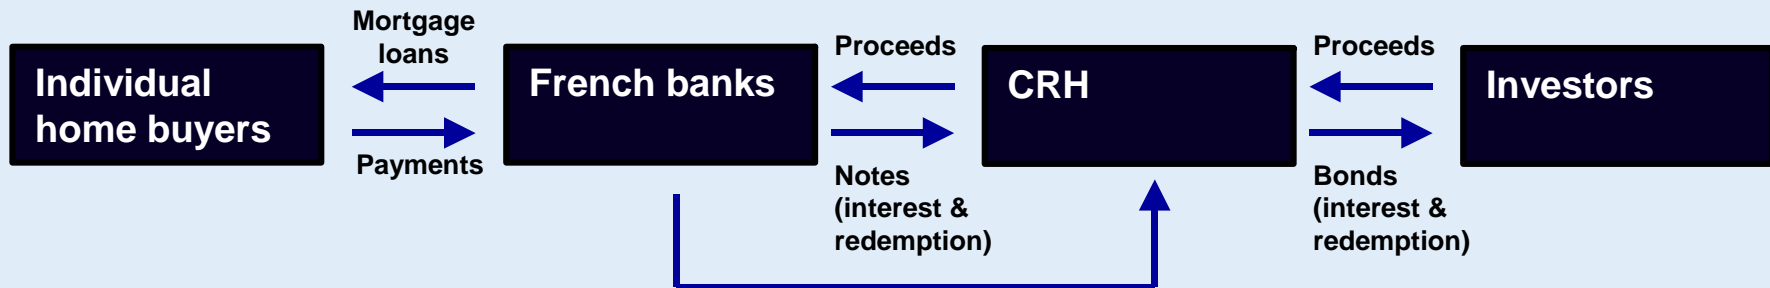 Mortgage
loans
Individual
home buyers
Payments
French banks
Proceeds
Notes
(interest &
redemption)
CRH
Proceeds
Bonds
(interest &
redemption)
Investors